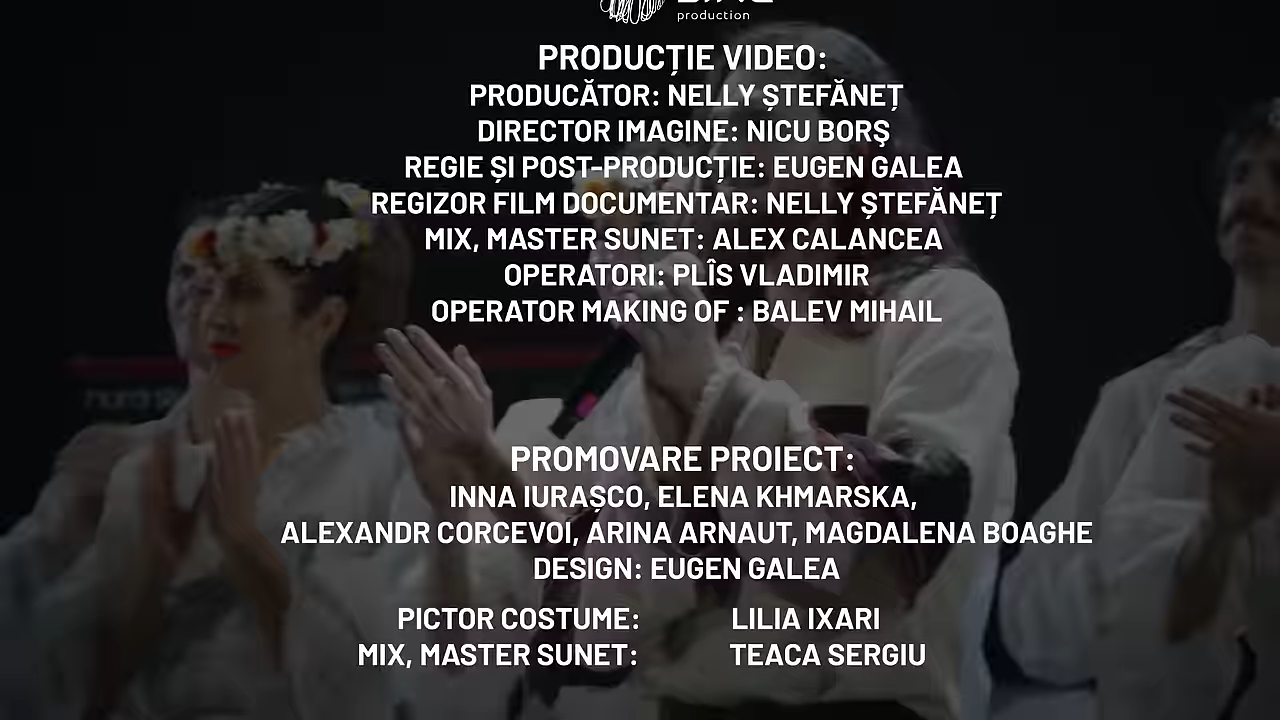 production
PRODUCȚIE VIDEO:
PRODUCĂTOR: NELLY ȘTEFĂNEȚ
DIRECTOR IMAGINE: NICU BORŞ
REGIE ȘI POST-PRODUCȚIE: EUGEN GALEA
REGIZOR FILM DOCUMENTAR: NELLY ȘTEFĂNEȚ
MIX, MASTER SUNET: ALEX CALANCEA
OPERATORI: PLÎS VLADIMIR
OPERATOR MAKING OF : BALEV MIHAIL
PROMOVARE PROIECT:
INNA IURAȘCO, ELENA KHMARSKA,
ALEXANDR CORCEVOI, ARINA ARNAUT, MAGDALENA BOAGHE
DESIGN: EUGEN GALEA
PICTOR COSTUME: LILIA IXARI
MIX, MASTER SUNET: TEACA SERGIU